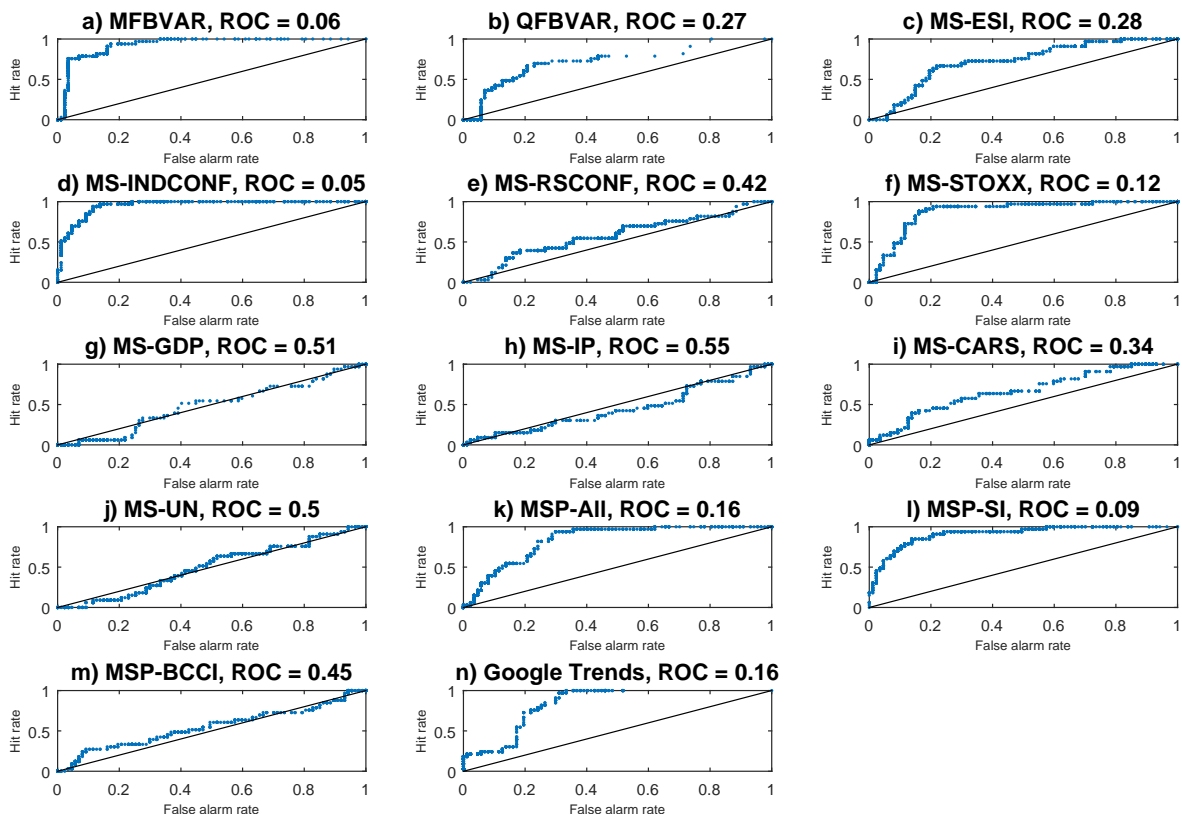 a) MFBVAR, ROC = 0.06
1
0.5
0
Hit rate
0 0.2 0.4 0.6 0.8 1
False alarm rate
b) QFBVAR, ROC = 0.27
1
0.5
0
Hit rate
0 0.2 0.4 0.6 0.8 1
False alarm rate
c) MS-ESI, ROC = 0.28
1
0.5
0
Hit rate
0 0.2 0.4 0.6 0.8 1
False alarm rate
d) MS-INDCONF, ROC = 0.05
1
0.5
0
Hit rate
0 0.2 0.4 0.6 0.8 1
False alarm rate
e) MS-RSCONF, ROC = 0.42
1
0.5
0
Hit rate
0 0.2 0.4 0.6 0.8 1
False alarm rate
f) MS-STOXX, ROC = 0.12
1
0.5
0
Hit rate
0 0.2 0.4 0.6 0.8 1
False alarm rate
g) MS-GDP, ROC = 0.51
1
0.5
0
Hit rate
0 0.2 0.4 0.6 0.8 1
False alarm rate
h) MS-IP, ROC = 0.55
1
0.5
0
Hit rate
0 0.2 0.4 0.6 0.8 1
False alarm rate
i) MS-CARS, ROC = 0.34
1
0.5
0
Hit rate
0 0.2 0.4 0.6 0.8 1
False alarm rate
j) MS-UN, ROC = 0.5
1
0.5
0
Hit rate
0 0.2 0.4 0.6 0.8 1
False alarm rate
k) MSP-All, ROC = 0.16
1
0.5
0
Hit rate
0 0.2 0.4 0.6 0.8 1
False alarm rate
l) MSP-SI, ROC = 0.09
1
0.5
0
Hit rate
0 0.2 0.4 0.6 0.8 1
False alarm rate
m) MSP-BCCI, ROC = 0.45
1
0.5
0
Hit rate
0 0.2 0.4 0.6 0.8 1
False alarm rate
n) Google Trends, ROC = 0.16
1
0.5
0
Hit rate
0 0.2 0.4 0.6 0.8 1
False alarm rate